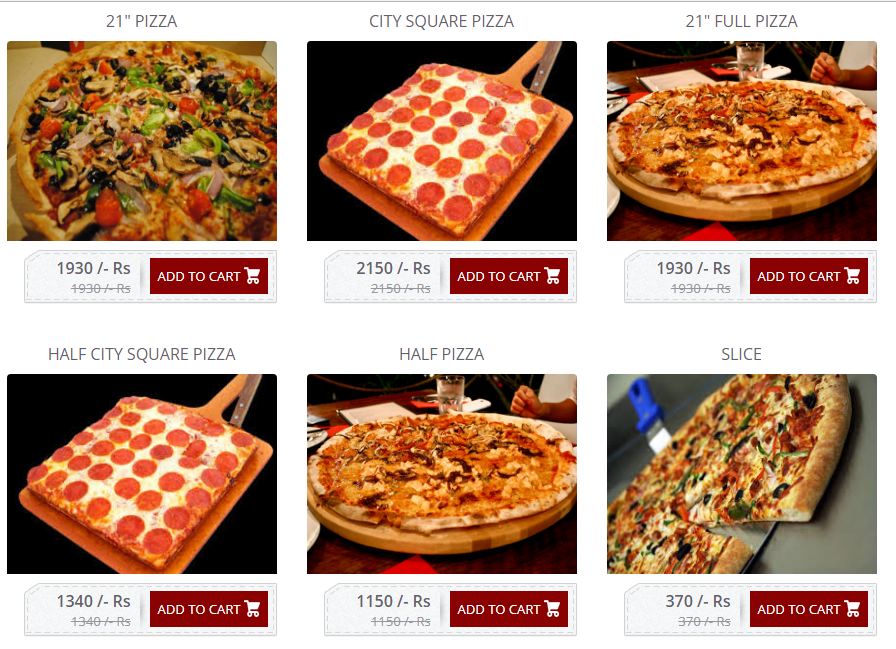 21" PIZZA
CITY SQUARE PIZZA
21" FULL PIZZA
1930 /- Rs
1930 /- Rs
ADD TO CART
2150 /- Rs
2150 /- Rs
ADD TO CART
1930 /- Rs
1930 /- Rs
ADD TO CART
HALF CITY SQUARE PIZZA
HALF PIZZA
SLICE
1340 /- Rs
1340 /- Rs
ADD TO CART
1150 /- Rs
1150 /- Rs
ADD TO CART
370 /- Rs
370 /- Rs
ADD TO CART